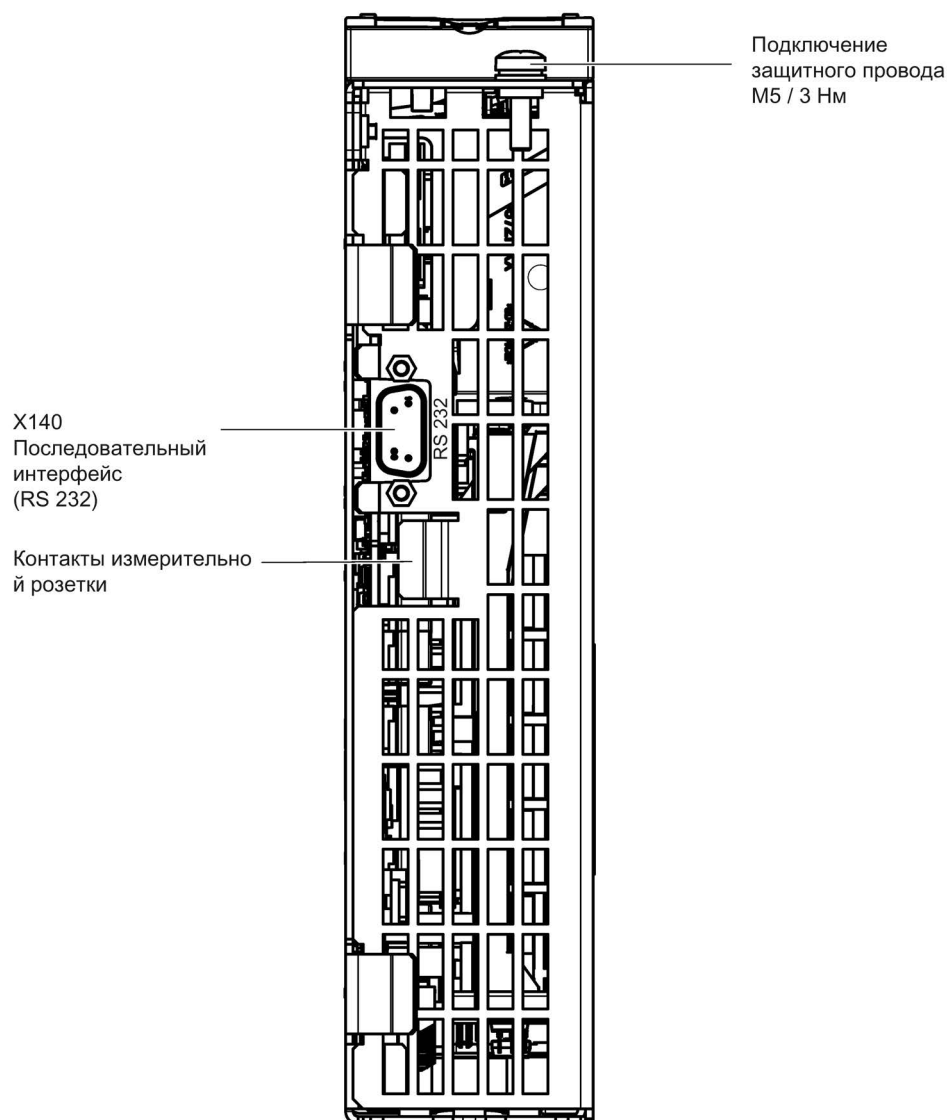 Подключение
защитного провода
M5 / 3 Нм
X140
Последовательный
интерфейс
(RS 232)
RS 232
Контакты измерительно
й розетки